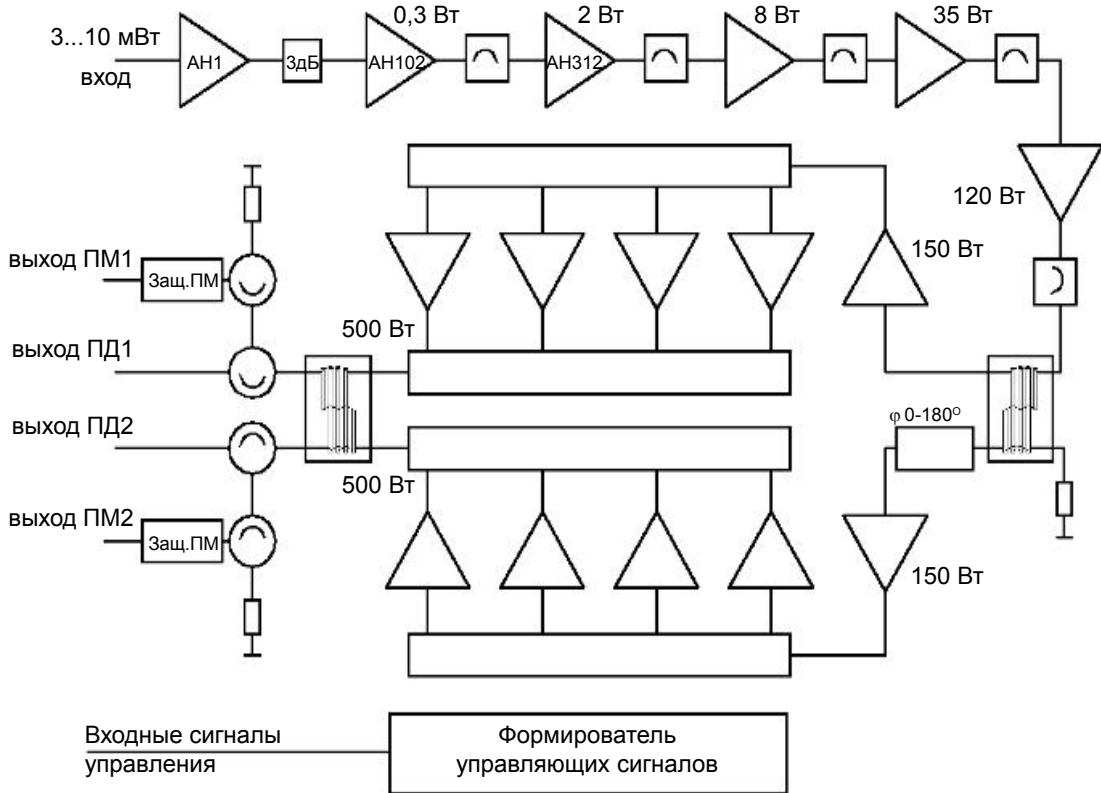 0,3 Вт
2 Вт
8 Вт
35 Вт
3...10 мВт
вход
АН1
3дБ
АН102
АН312
120 Вт
150 Вт
выход ПМ1
Защ.ПМ
500 Вт
выход ПД1
выход ПД2
φ 0-180О
500 Вт
выход ПМ2
Защ.ПМ
150 Вт
Входные сигналы
управления
Формирователь
управляющих сигналов